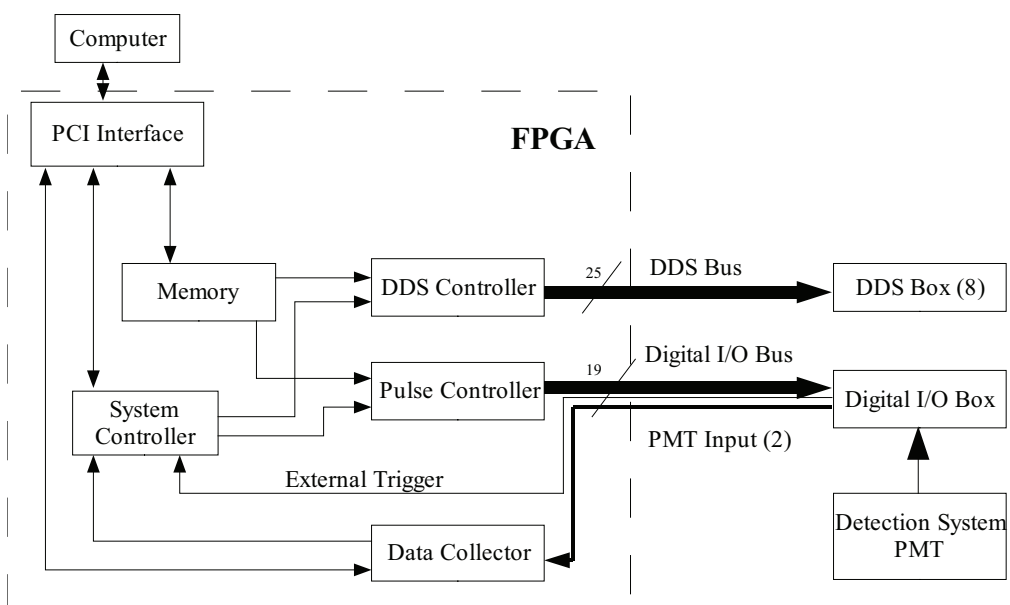 Computer
PCI Interface
FPGA
Memory
DDS Controller
25
DDS Bus
DDS Box (8)
Pulse Controller
19
Digital I/O Bus
Digital I/O Box
System
Controller
PMT Input (2)
External Trigger
Data Collector
Detection System
PMT